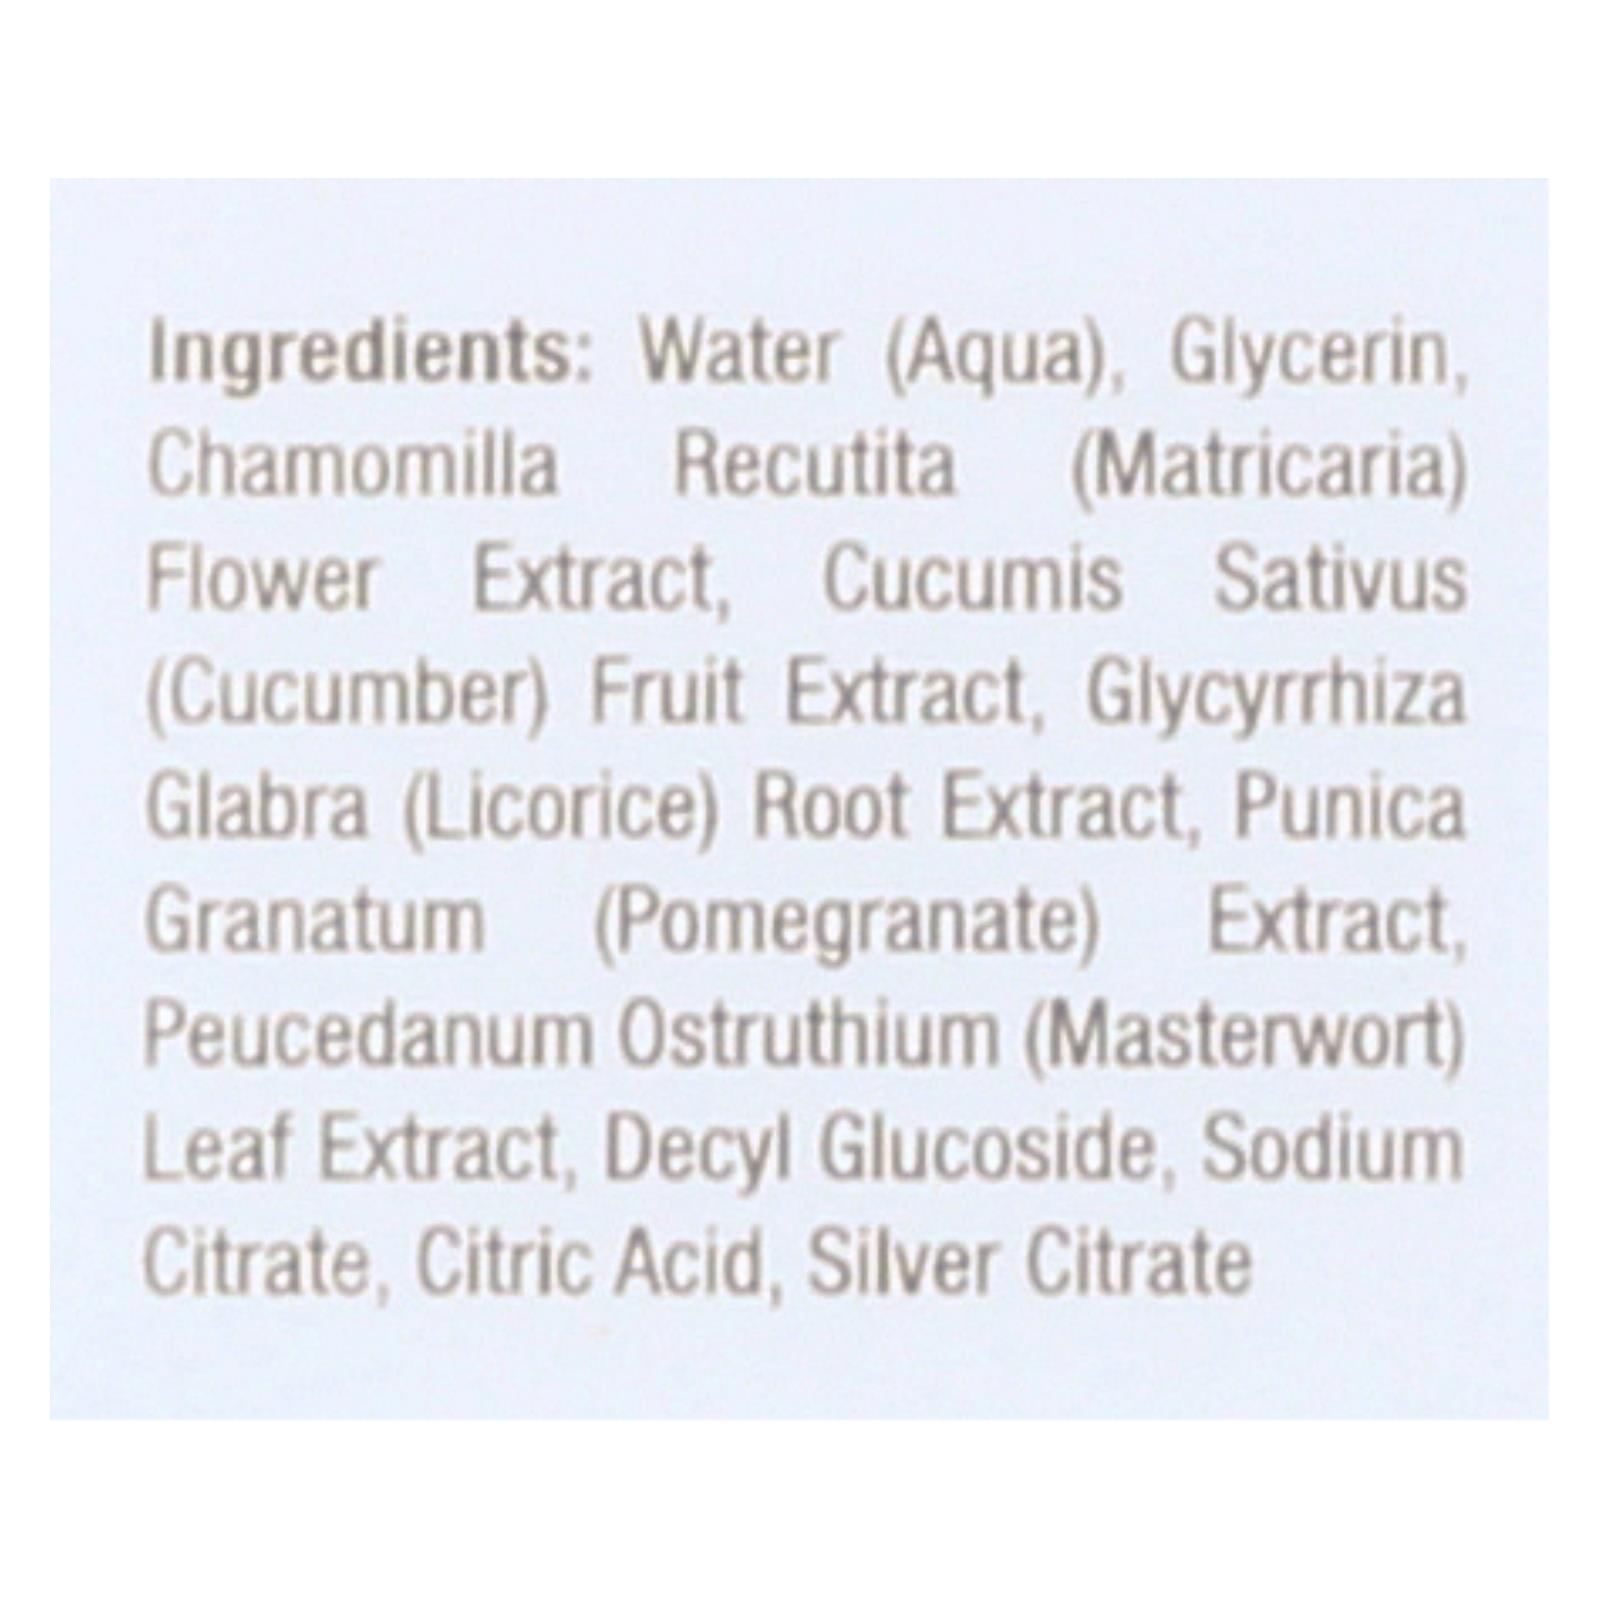 Ingredients: Water (Aqua), Glycerin,
Chamomilla Recutita (Matricaria)
Flower Extract, Cucumis Sativus
(Cucumber) Fruit Extract, Glycyrrhiza
Glabra (Licorice) Root Extract, Punica
Granatum (Pomegranate) Extract,
Peucedanum Ostruthium (Masterwort)
Leaf Extract, Decyl Glucoside, Sodium
Citrate, Citric Acid, Silver Citrate